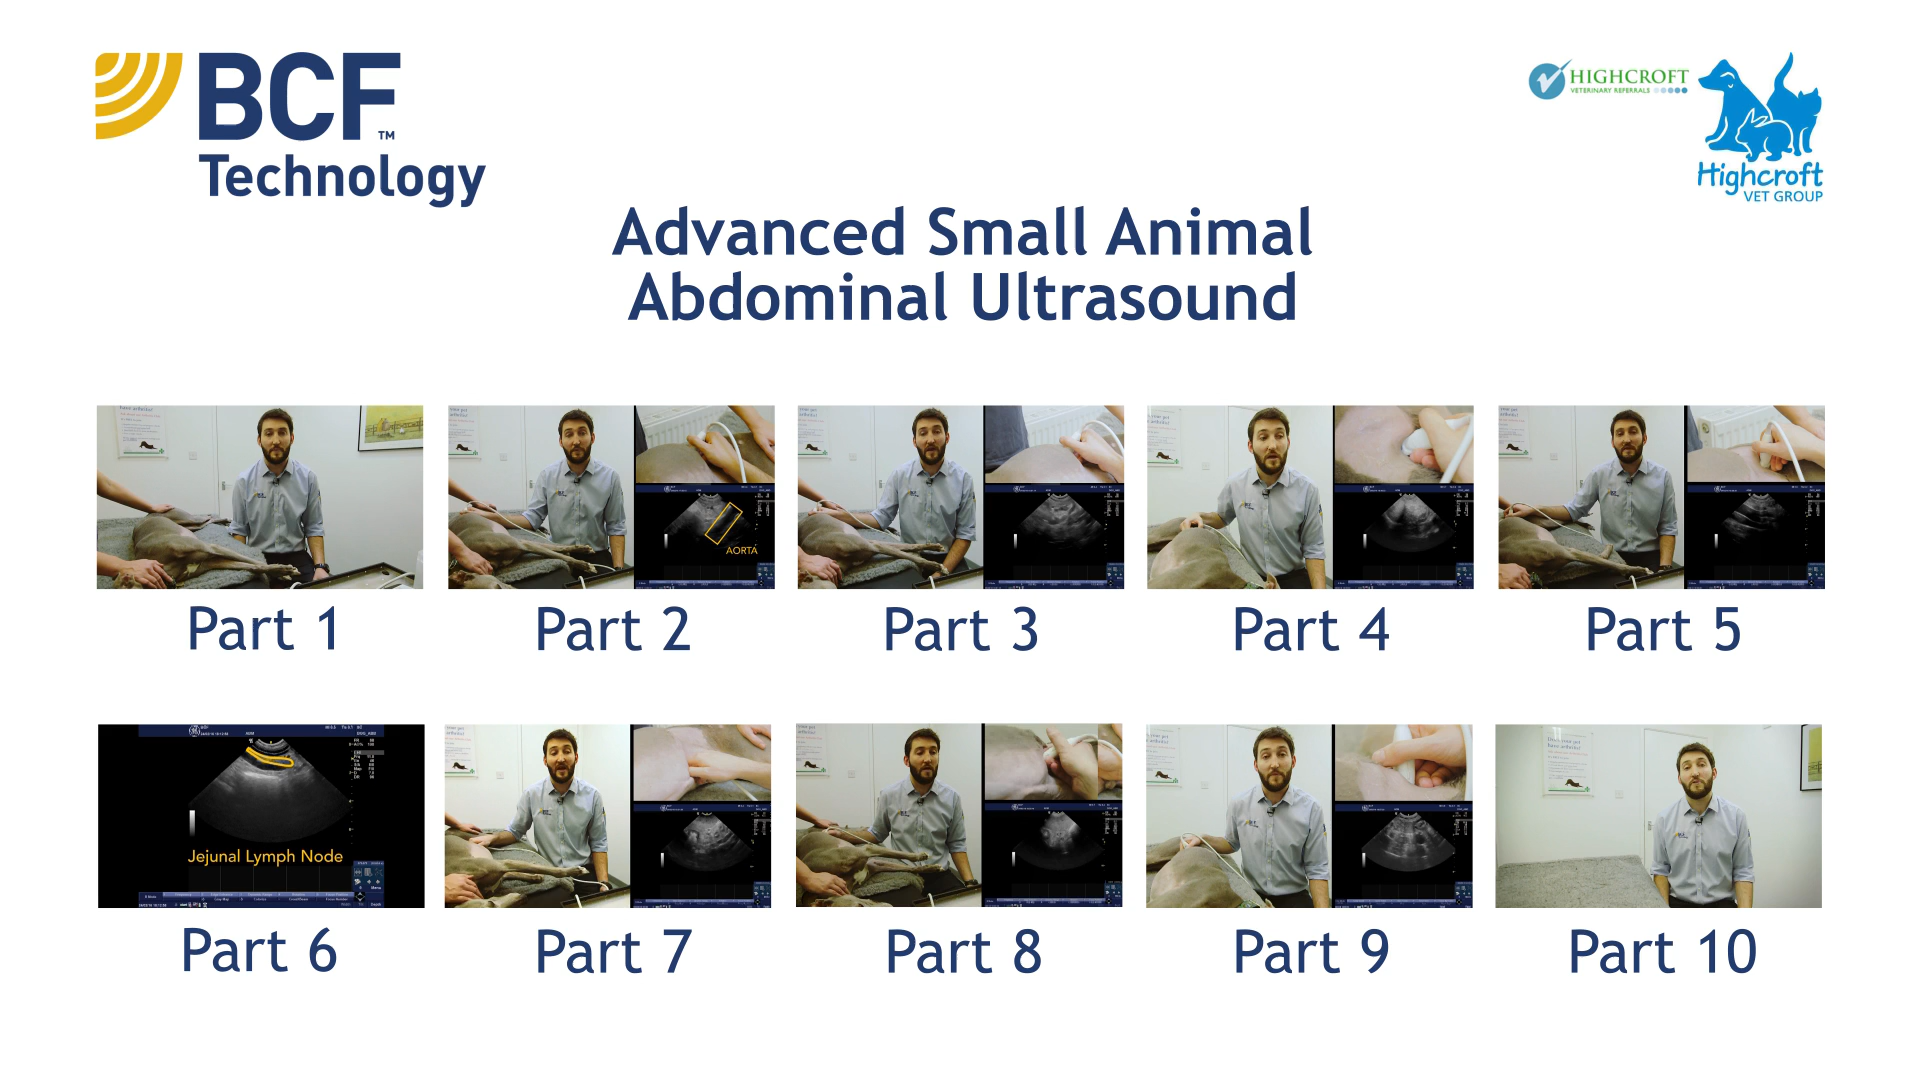 BCF
TM
Technology
HIGHCROFT
VETERINARY REFERRALS
Highcroft
VET GROUP
Advanced Small Animal
Abdominal Ultrasound
AORTA
Part 1
Part 2
Part 3
Part 4
Part 5
Jejunal Lymph Node
Part 6
Part 7
Part 8
Part 9
Part 10